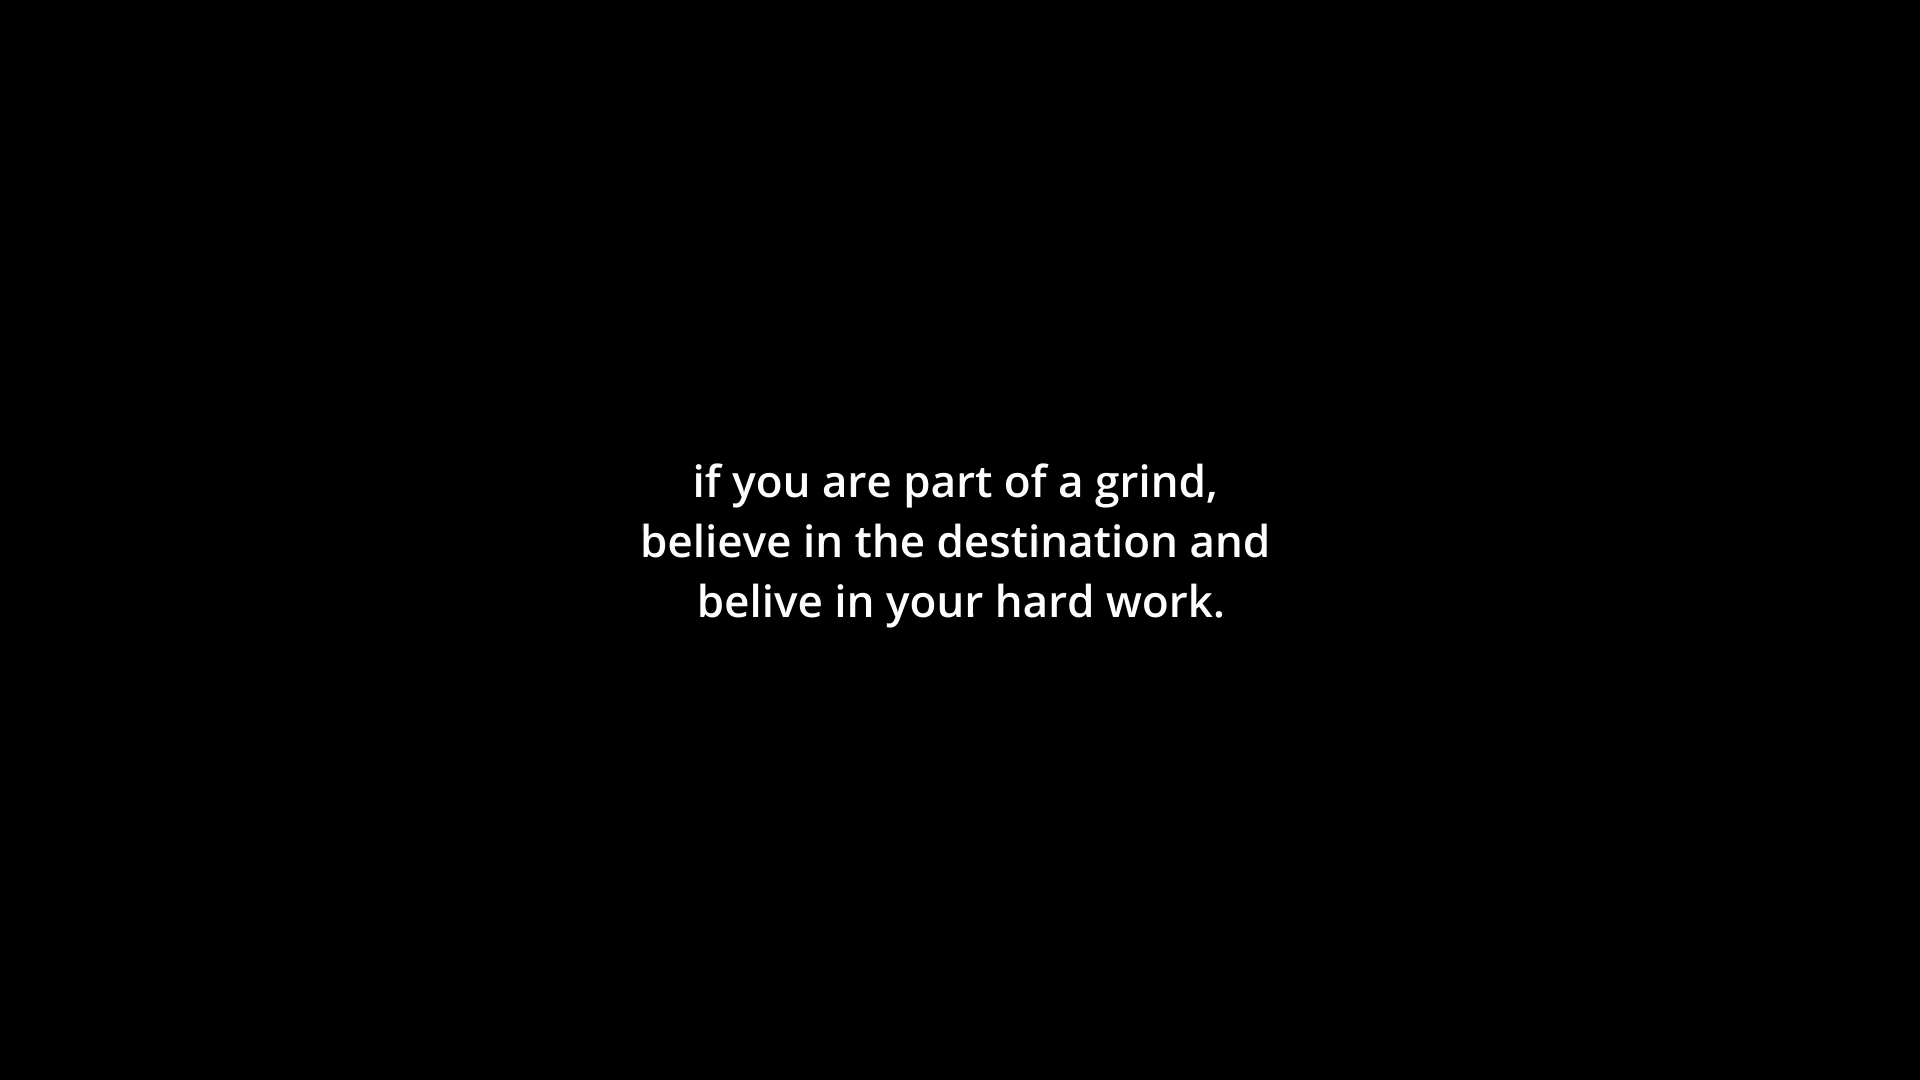 if you are part of a grind,
believe in the destination and
belive in your hard work.